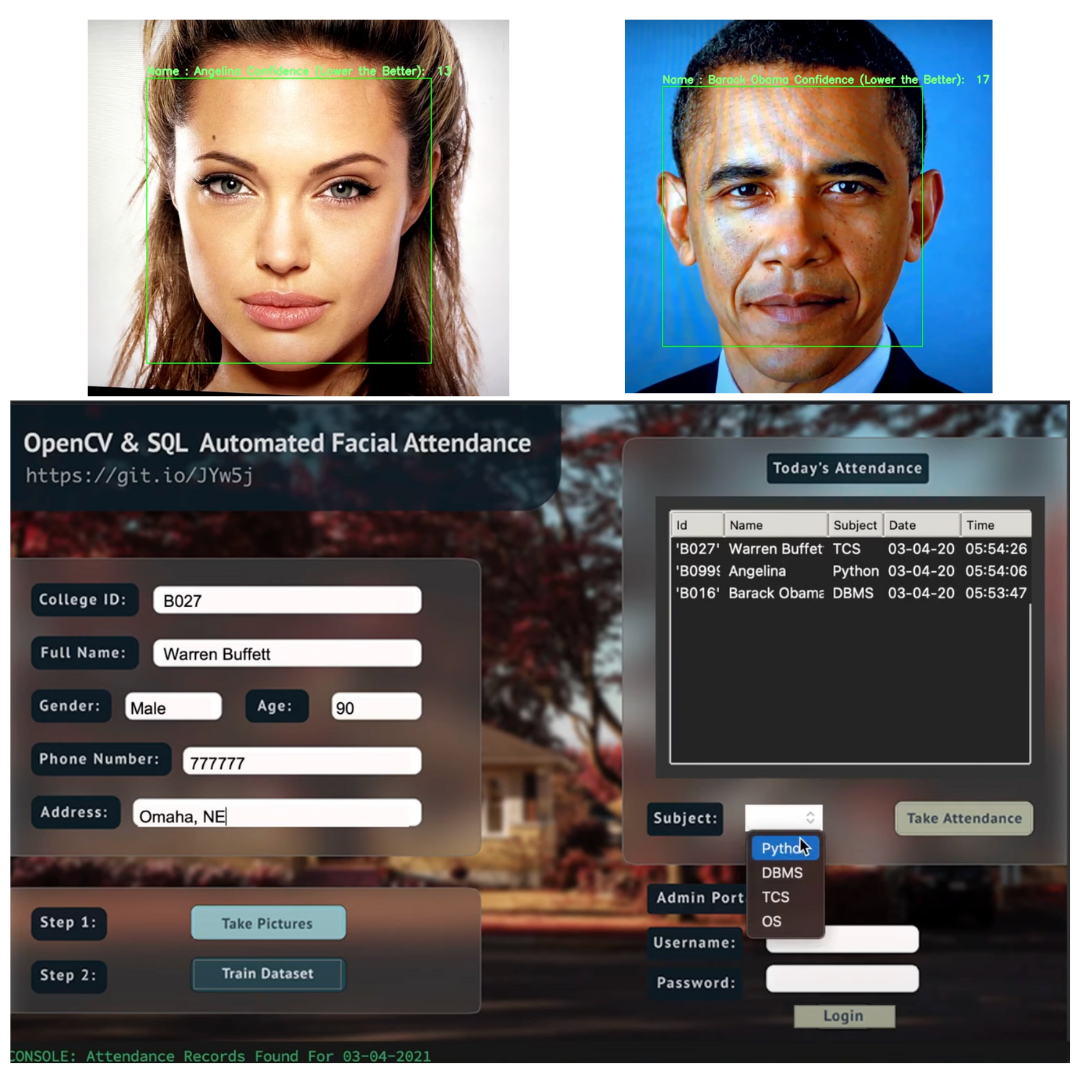 Name : Angelina Confidence (Lower the Better): 13
Name : Barack Obama Confidence (Lower the Better): 17
OpenCV & SQL Automated Facial Attendance
https://git.io/JYw5j
College ID: B027
Full Name: Warren Buffett
Gender: Male Age: 90
Phone Number: 777777
Address: Omaha, NE
Step 1: Take Pictures
Step 2: Train Dataset
Today's Attendance
Id Name Subject Date Time
'B027' Warren Buffet TCS 03-04-20 05:54:26
'B099 Angelina Python 03-04-20 05:54:06
'B016' Barack Obama DBMS 03-04-20 05:53:47
Subject: Take Attendance
Python
DBMS
TCS
OS
Admin Port
Username:
Password:
Login
CONSOLE: Attendance Records Found For 03-04-2021